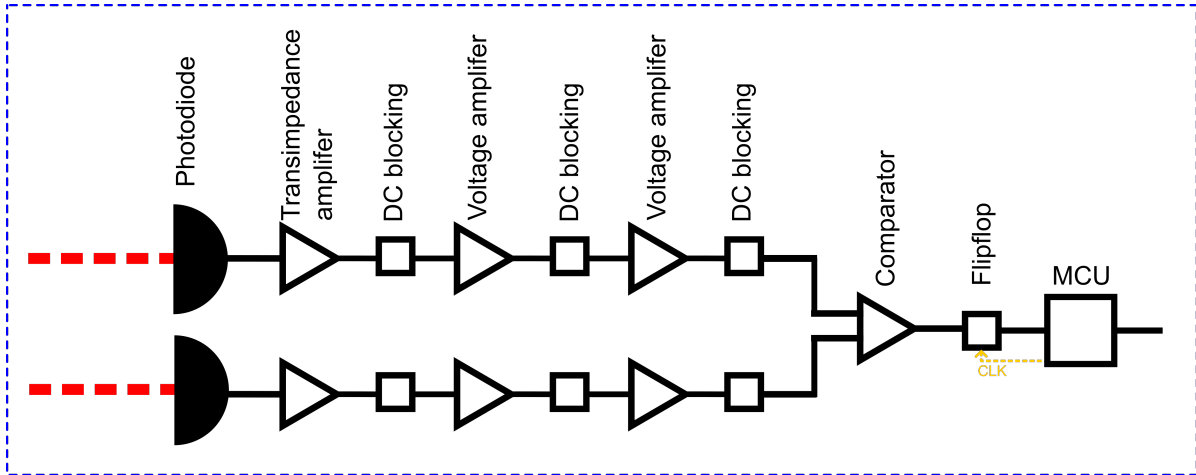 Photodiode
Transimpedance
amplifer
DC blocking
Voltage amplifer
DC blocking
Voltage amplifer
DC blocking
Comparator
Flipflop
MCU
CLK